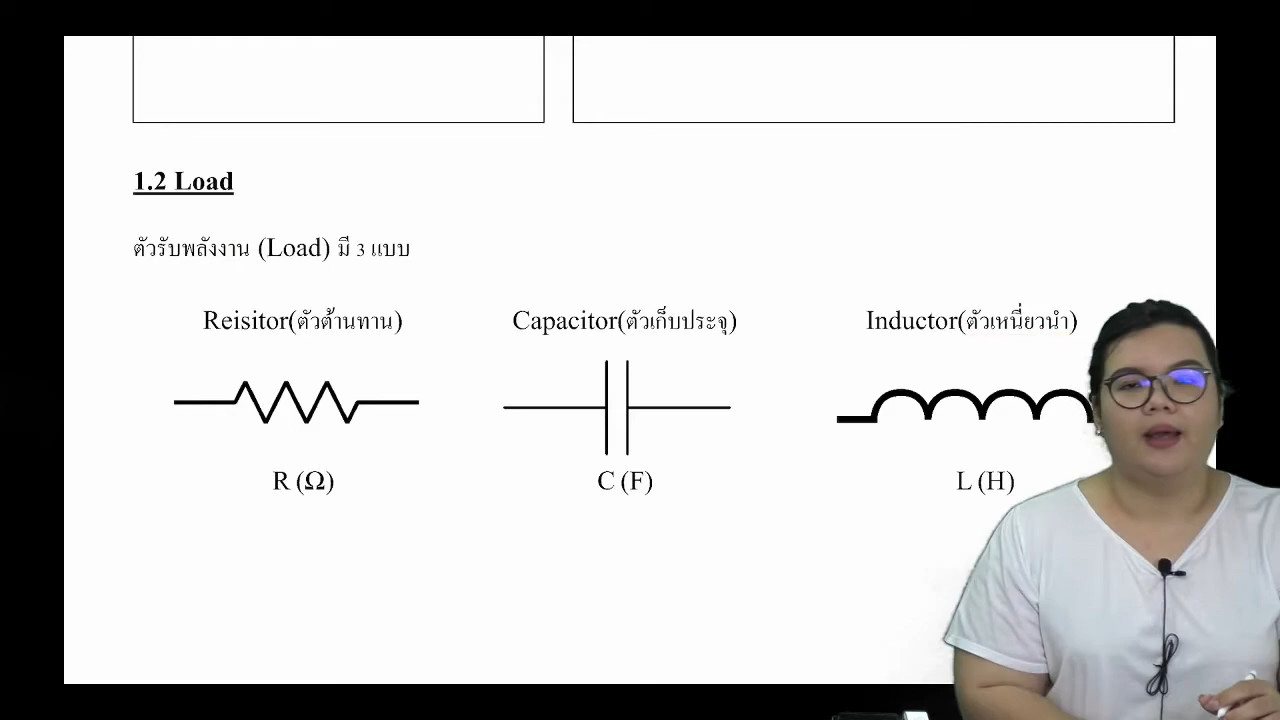 1.2 Load
ตัวรับพลังงาน (Load) มี 3 แบบ
Reisitor(ตัวต้านทาน) Capacitor(ตัวเก็บประจุ) Inductor(ตัวเหนี่ยวนำ)
R (Ω) C (F) L (H)